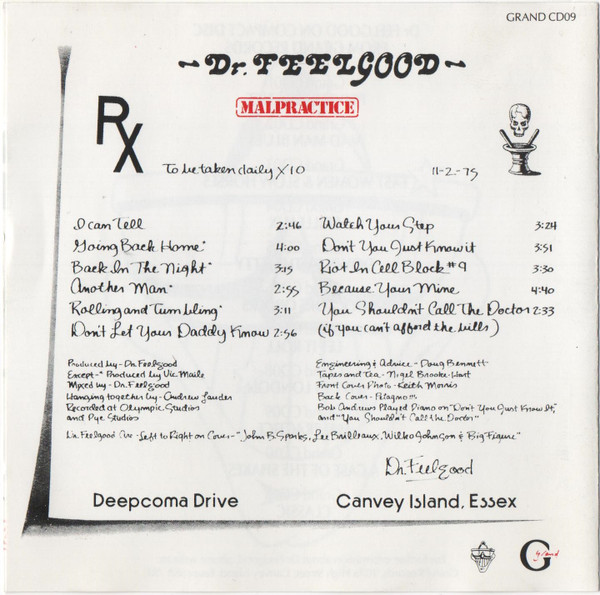 GRAND CD09
~ Dr. FEELGOOD ~
MALPRACTICE
RX
To be taken daily X 10
11-2-75
I can Tell 2:46
Going Back Home* 4:00
Back In The Night* 3:15
Another Man* 2:55
Rolling and Tumbling* 3:11
Don't Let Your Daddy Know 2:56
Watch Your Step 3:24
Don't You Just Know it 3:51
Riot In Cell Block #9 3:30
Because Your Mine 4:40
You Shouldn't Call The Doctor 2:33
(if you can't afford the bills)
Produced by - Dr. Feelgood
Except - * Produced by Vic Maile
Mixed by - Dr. Feelgood
Hanging together by - Andrew Lauder
Recorded at Olympic Studios
and Pye Studios
Engineering & Advice - Doug Bennett
Tapes and Tea - Nigel Brooke-Hart
Front Cover Photo - Keith Morris
Back Cover - Pelagno!!!
Bob Andrews Played Piano on "Don't You Just Know It,"
and "You Shouldn't Call The Doctor"
Dr. Feelgood Are - Left to Right on Cover - "John B. Sparks, Lee Brilleaux, Wilko Johnson & Big Figure"
Dr. Feelgood
Deepcoma Drive
Canvey Island, Essex
G grand